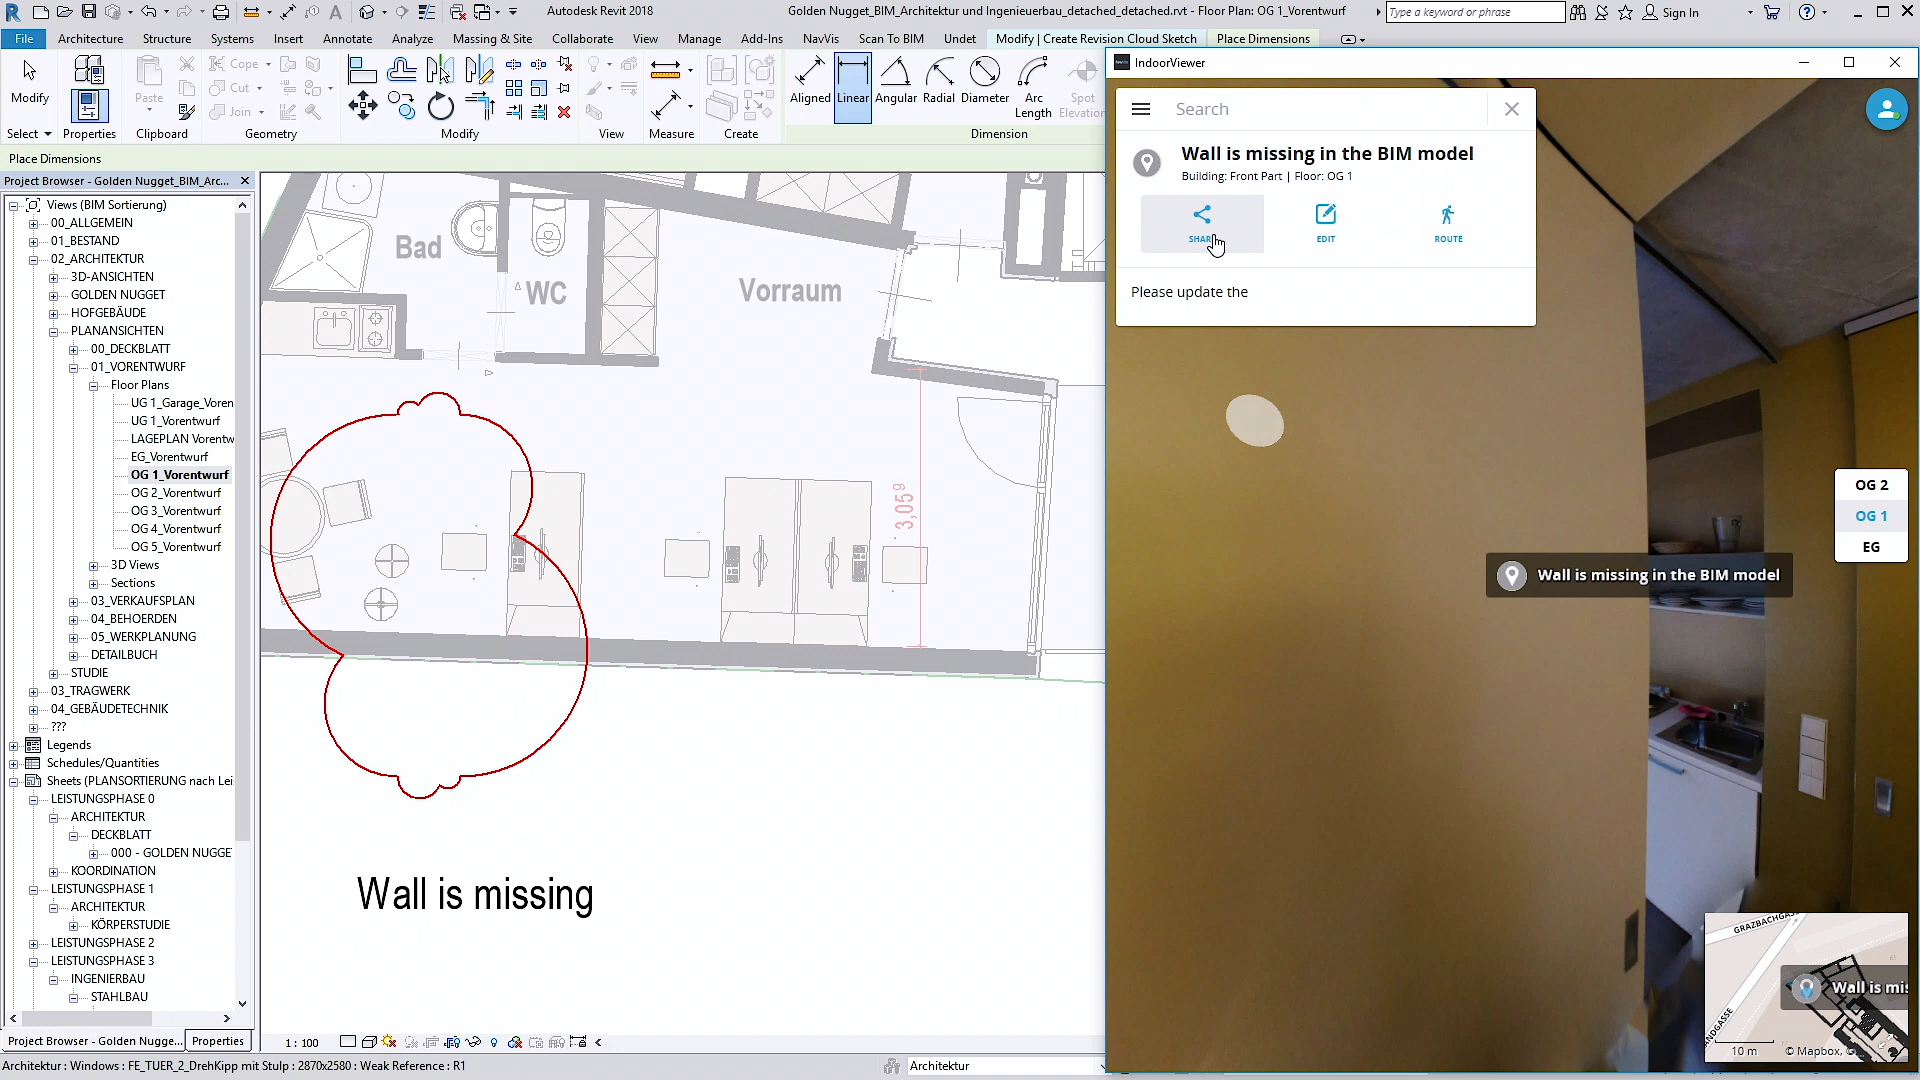 Autodesk Revit 2018
Golden Nugget_BIM_Architektur und Ingenieuerbau_detached_detached.rvt - Floor Plan: OG 1_Vorentwurf
Type a keyword or phrase
Sign In
File
Architecture
Structure
Systems
Insert
Annotate
Analyze
Massing & Site
Collaborate
View
Manage
Add-Ins
NavVis
Scan To BIM
Undet
Modify | Create Revision Cloud Sketch
Place Dimensions
Modify
Select
Properties
Paste
Clipboard
Cope
Cut
Join
Geometry
Modify
View
Measure
Create
Aligned
Linear
Angular
Radial
Diameter
Arc
Length
Spot
Elevation
Dimension
Place Dimensions
Project Browser - Golden Nugget_BIM_Arc...
Views (BIM Sortierung)
00_ALLGEMEIN
01_BESTAND
02_ARCHITEKTUR
3D-ANSICHTEN
GOLDEN NUGGET
HOFGEBÄUDE
PLANANSICHTEN
00_DECKBLATT
01_VORENTWURF
Floor Plans
UG 1_Garage_Voren
UG 1_Vorentwurf
LAGEPLAN Vorentw
EG_Vorentwurf
OG 1_Vorentwurf
OG 2_Vorentwurf
OG 3_Vorentwurf
OG 4_Vorentwurf
OG 5_Vorentwurf
3D Views
Sections
03_VERKAUFSPLAN
04_BEHOERDEN
05_WERKPLANUNG
DETAILBUCH
STUDIE
03_TRAGWERK
04_GEBÄUDETECHNIK
???
Legends
Schedules/Quantities
Sheets (PLANSORTIERUNG nach Lei
LEISTUNGSPHASE 0
ARCHITEKTUR
DECKBLATT
000 - GOLDEN NUGGE
KOORDINATION
LEISTUNGSPHASE 1
ARCHITEKTUR
KÖRPERSTUDIE
LEISTUNGSPHASE 2
LEISTUNGSPHASE 3
INGENIERBAU
STAHLBAU
Project Browser - Golden Nugge...
Properties
Architektur : Windows : FE_TUER_2_DrehKipp mit Stulp : 2870x2580 : Weak Reference : R1
Bad
WC
Vorraum
3,05⁹
Wall is missing
1 : 100
Architektur
IndoorViewer
Search
Wall is missing in the BIM model
Building: Front Part | Floor: OG 1
SHAR
EDIT
ROUTE
Please update the
OG 2
OG 1
EG
Wall is missing in the BIM model
GRAZBACHGAS
Wall is mis
NDGASSE
10 m
© Mapbox,